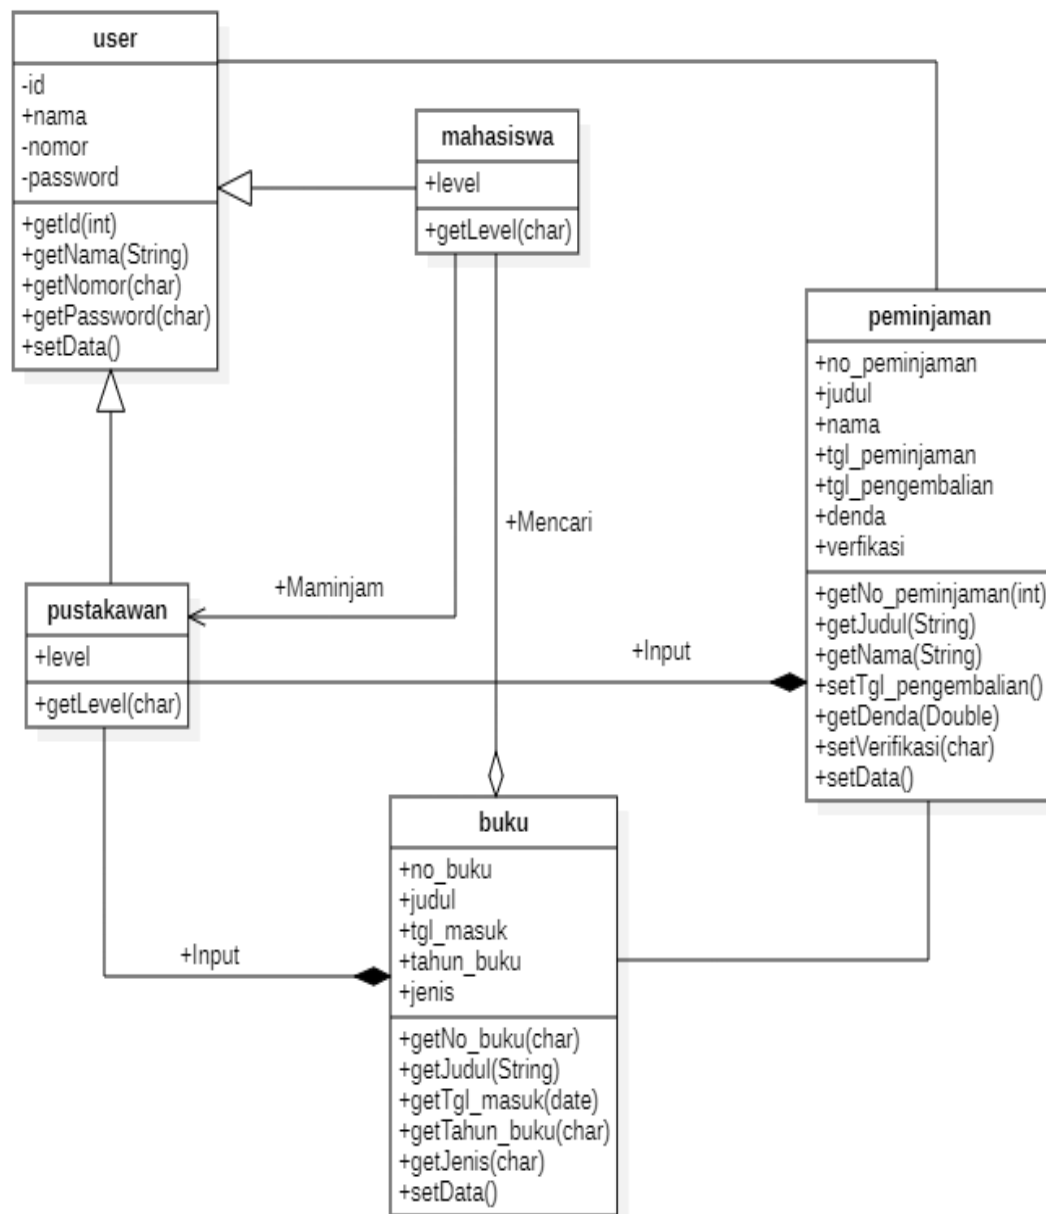 user
-id
+nama
-nomor
-password
+getId(int)
+getNama(String)
+getNomor(char)
+getPassword(char)
+setData()
mahasiswa
+level
+getLevel(char)
peminjaman
+no_peminjaman
+judul
+nama
+tgl_peminjaman
+tgl_pengembalian
+denda
+verfikasi
+getNo_peminjaman(int)
+getJudul(String)
+getNama(String)
+setTgl_pengembalian()
+getDenda(Double)
+setVerifikasi(char)
+setData()
+Mencari
+Maminjam
pustakawan
+level
+getLevel(char)
+Input
+Input
buku
+no_buku
+judul
+tgl_masuk
+tahun_buku
+jenis
+getNo_buku(char)
+getJudul(String)
+getTgl_masuk(date)
+getTahun_buku(char)
+getJenis(char)
+setData()